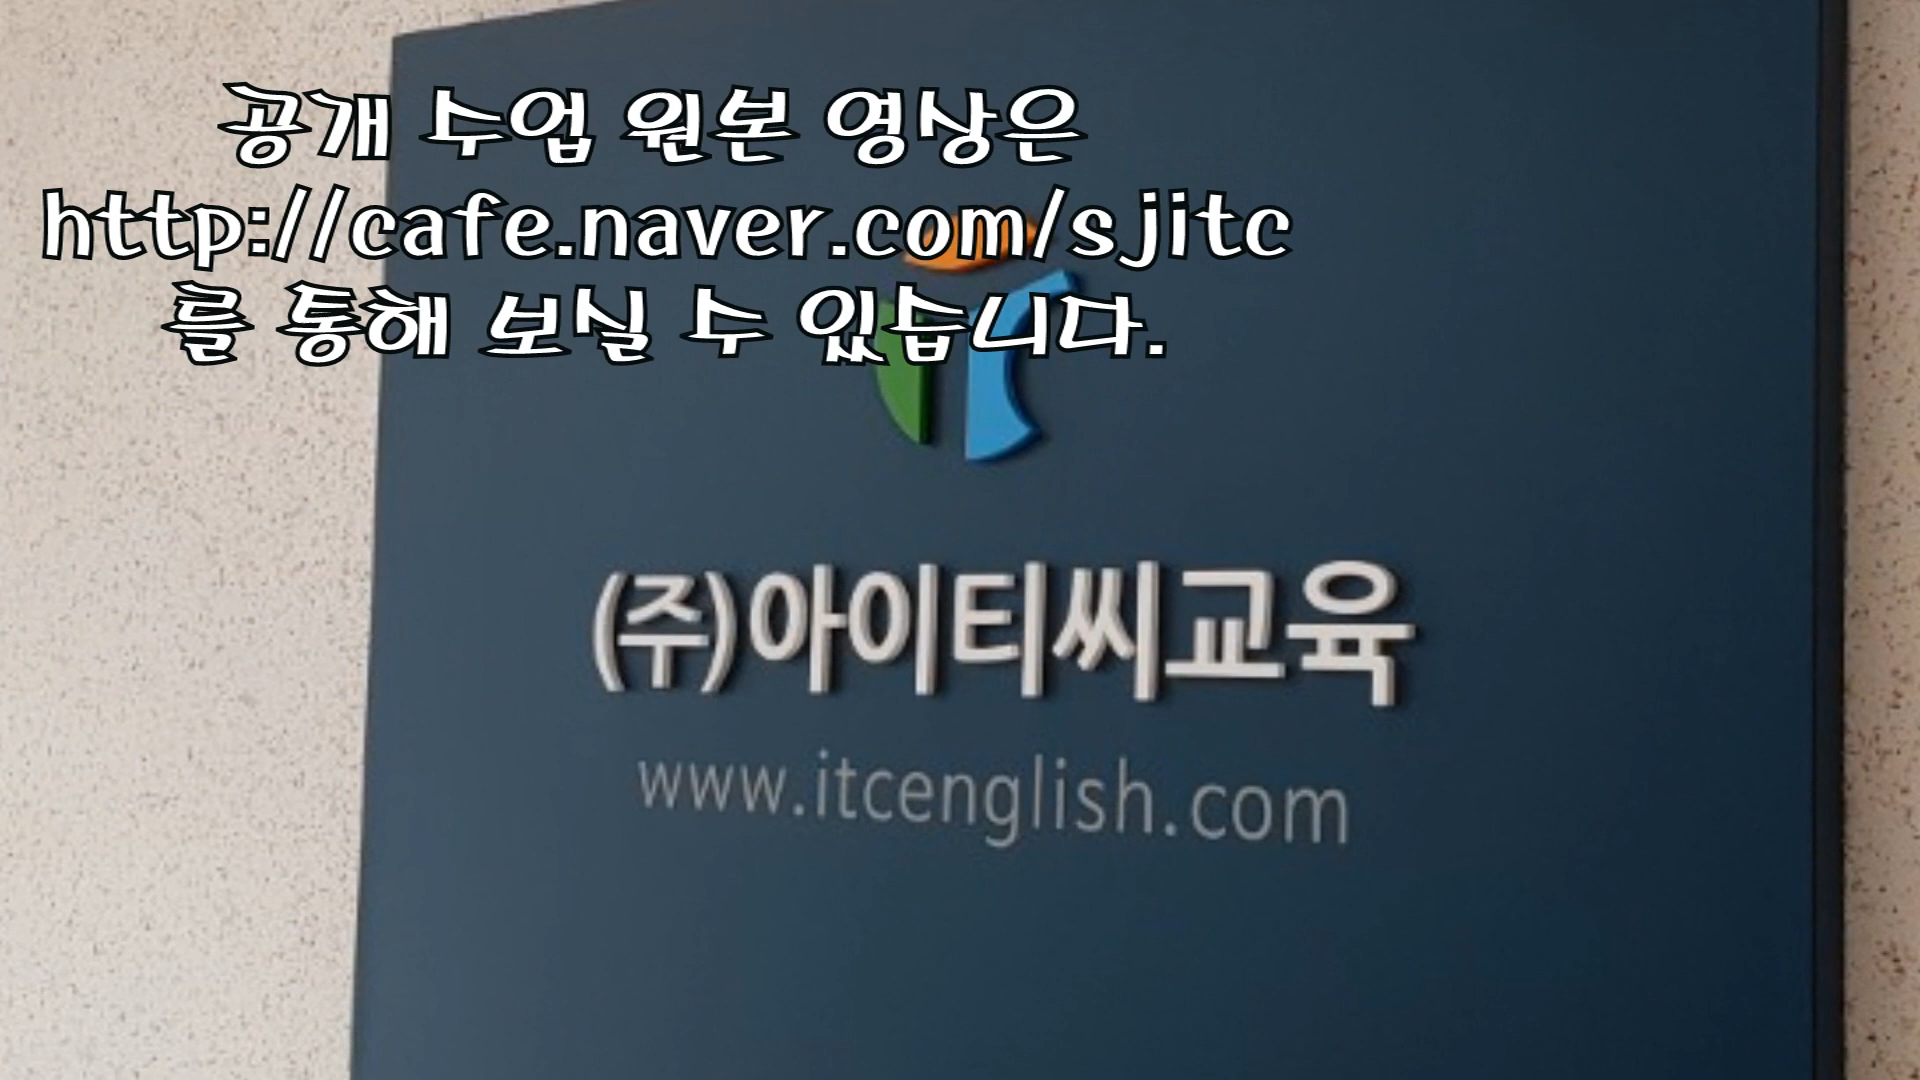 공개 수업 원본 영상은
http://cafe.naver.com/sjitc
를 통해 보실 수 있습니다.
(주)아이티씨교육
www.itcenglish.com